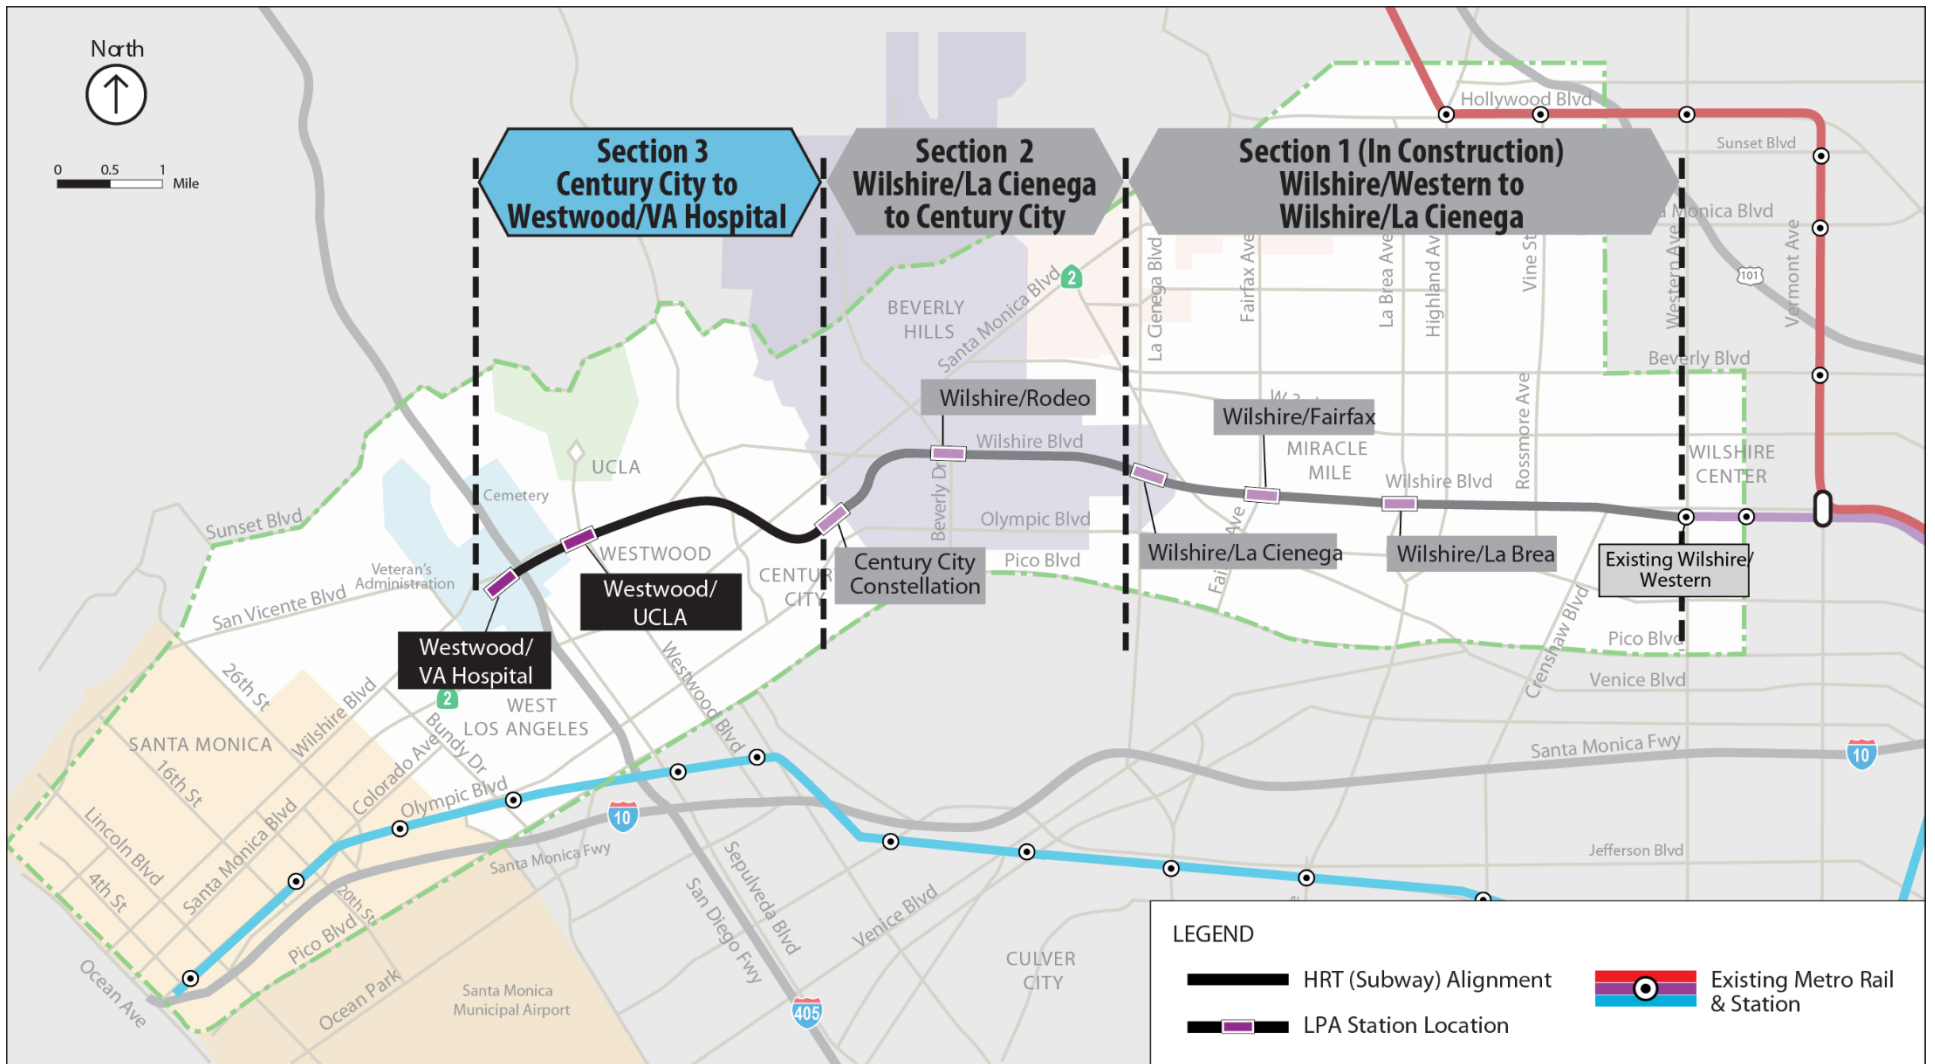 North
0 0.5 1
Mile
Section 3
Century City to
Westwood/VA Hospital
Section 2
Wilshire/La Cienega
to Century City
Section 1 (In Construction)
Wilshire/Western to
Wilshire/La Cienega
Hollywood Blvd
Sunset Blvd
Monica Blvd
101
Vermont Ave
Western Ave
Vine St
Highland Av
La Brea Ave
Fairfax Ave
La Cienega Blvd
2
Santa Monica Blvd
BEVERLY
HILLS
Beverly Blvd
Wilshire/Rodeo
Wilshire/Fairfax
Rossmore Ave
Wilshire Blvd
MIRACLE
MILE
WILSHIRE
CENTER
Wilshire Blvd
UCLA
Cemetery
Sunset Blvd
Beverly Dr
Olympic Blvd
Pico Blvd
WESTWOOD
CENTUR
CITY
Century City
Constellation
Wilshire/La Cienega
Wilshire/La Brea
Existing Wilshire/
Western
Ave
Veteran's
Administration
San Vicente Blvd
Westwood/
UCLA
Westwood/
VA Hospital
2
Crenshaw Blvd
Pico Blvd
Venice Blvd
26th St
Wilshire Blvd
Bundy Dr
WEST
LOS ANGELES
Westwood Blvd
SANTA MONICA
16th St
Colorado Ave
Olympic Blvd
Santa Monica Fwy
10
10
Lincoln Blvd
Santa Monica Blvd
Santa Monica Fwy
Jefferson Blvd
4th St
20th St
Pico Blvd
Sepulveda Blvd
San Diego Fwy
Venice Blvd
Ocean Ave
Ocean Park
Santa Monica
Municipal Airport
405
CULVER
CITY
LEGEND
HRT (Subway) Alignment
LPA Station Location
Existing Metro Rail
& Station